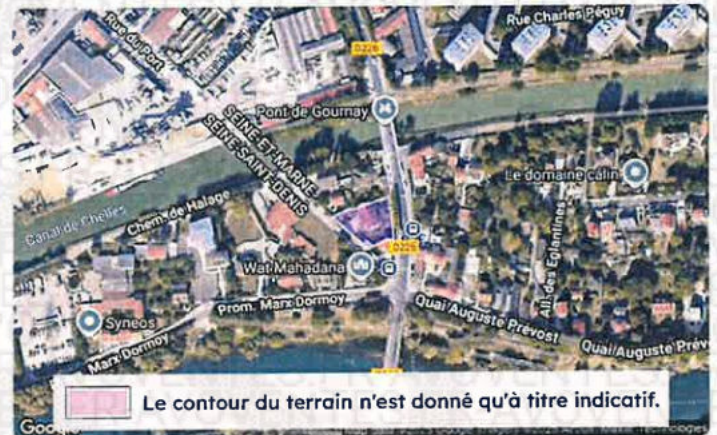 Rue Charles Péguy
Rue du Port
D226
Pont de Gournay
SEINE-ET-MARNE
SEINE-SAINT-DENIS
Le domaine câlin
Canal de Chelles
Chem. de Halage
All. des Églantines
D226
Wat Mahadana
Prom. Marx Dormoy
Quai Auguste Prévost
Quai Auguste Prév
Syneos
Marx Dormoy
Le contour du terrain n'est donné qu'à titre indicatif.
Google